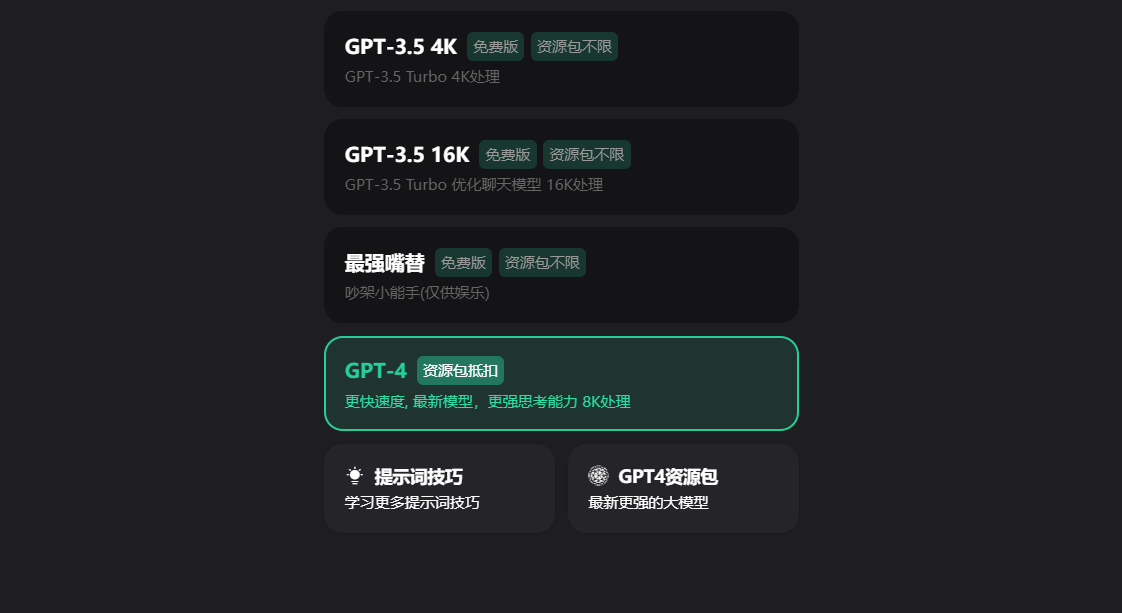 GPT-3.5 4K 免费版 资源包不限
GPT-3.5 Turbo 4K处理
GPT-3.5 16K 免费版 资源包不限
GPT-3.5 Turbo 优化聊天模型 16K处理
最强嘴替 免费版 资源包不限
吵架小能手(仅供娱乐)
GPT-4 资源包抵扣
更快速度, 最新模型，更强思考能力 8K处理
提示词技巧
学习更多提示词技巧
GPT4资源包
最新更强的大模型